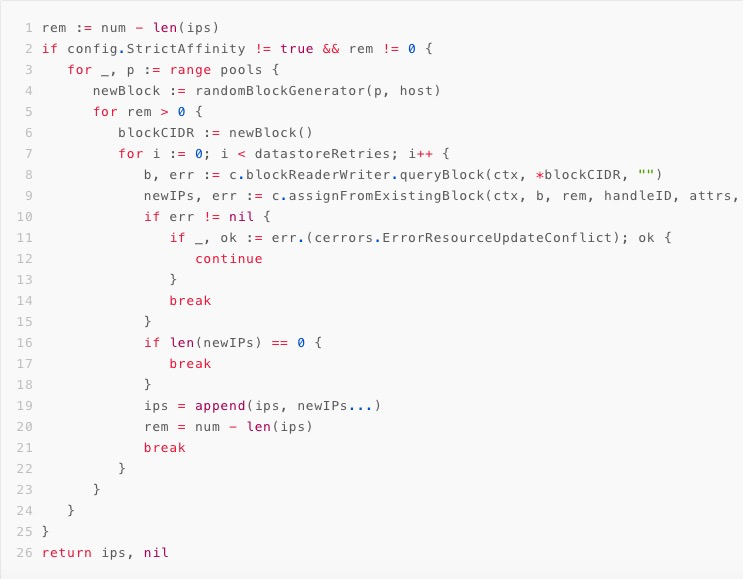 1 rem := num - len(ips)
2 if config.StrictAffinity != true && rem != 0 {
3    for _, p := range pools {
4       newBlock := randomBlockGenerator(p, host)
5       for rem > 0 {
6          blockCIDR := newBlock()
7          for i := 0; i < datastoreRetries; i++ {
8             b, err := c.blockReaderWriter.queryBlock(ctx, *blockCIDR, "")
9             newIPs, err := c.assignFromExistingBlock(ctx, b, rem, handleID, attrs,
10             if err != nil {
11                if _, ok := err.(cerrors.ErrorResourceUpdateConflict); ok {
12                   continue
13                }
14                break
15             }
16             if len(newIPs) == 0 {
17                break
18             }
19             ips = append(ips, newIPs...)
20             rem = num - len(ips)
21             break
22          }
23       }
24    }
25 }
26 return ips, nil